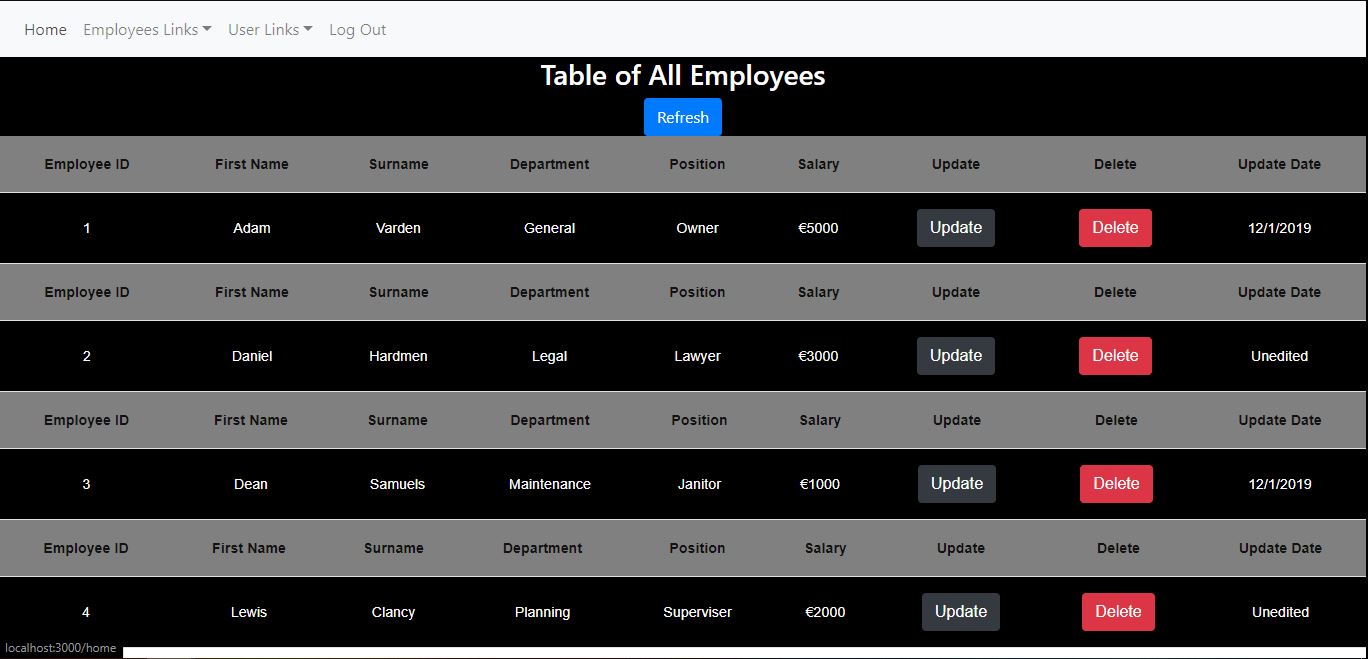 Home Employees Links User Links Log Out
Table of All Employees
Refresh
Employee ID First Name Surname Department Position Salary Update Delete Update Date
1 Adam Varden General Owner €5000 Update Delete 12/1/2019
Employee ID First Name Surname Department Position Salary Update Delete Update Date
2 Daniel Hardmen Legal Lawyer €3000 Update Delete Unedited
Employee ID First Name Surname Department Position Salary Update Delete Update Date
3 Dean Samuels Maintenance Janitor €1000 Update Delete 12/1/2019
Employee ID First Name Surname Department Position Salary Update Delete Update Date
4 Lewis Clancy Planning Superviser €2000 Update Delete Unedited
localhost:3000/home